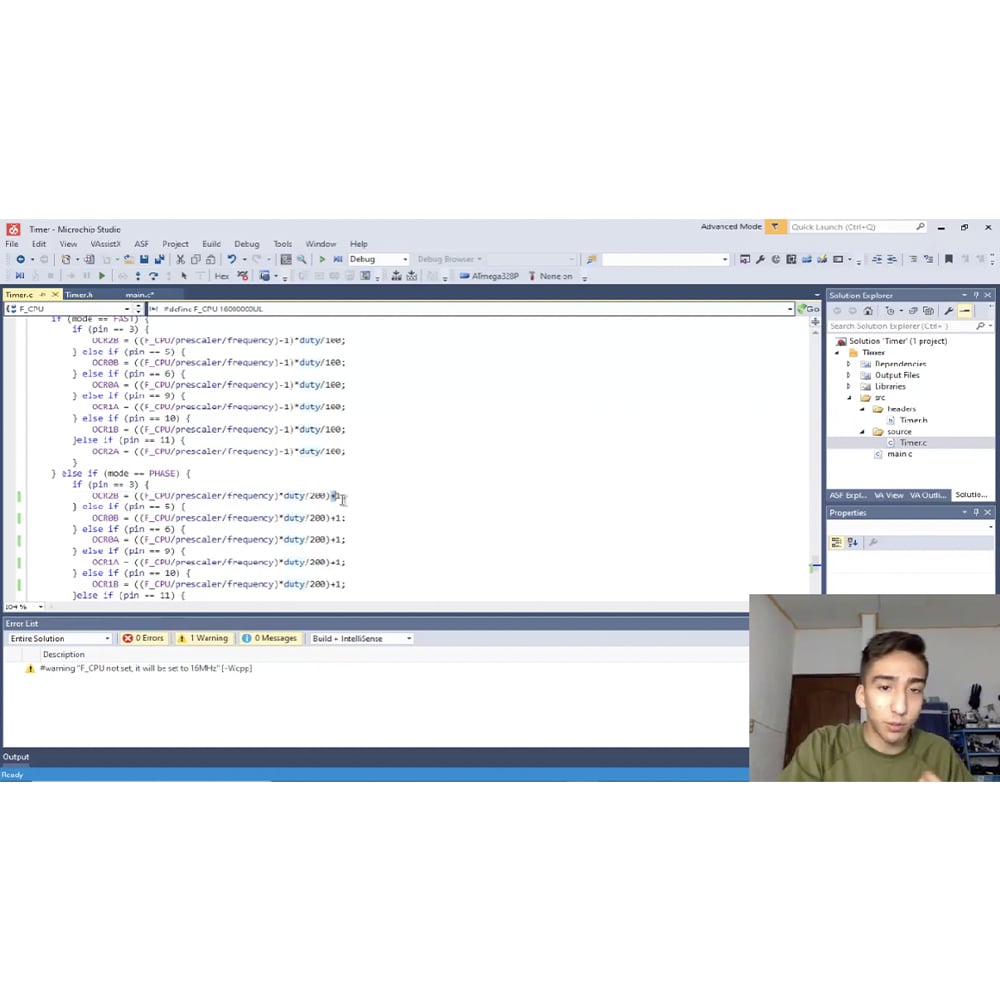 Timer - Microchip Studio
Advanced Mode
Quick Launch (Ctrl+Q)
File Edit View VAssistX ASF Project Build Debug Tools Window Help
Debug
Debug Browser
Hex
ATmega328P
None on
Timer.c
Timer.h
main.c*
F_CPU
#define F_CPU 16000000UL
Go
if (mode == FAST) {
if (pin == 3) {
OCR2B = ((F_CPU/prescaler/frequency)-1)*duty/100;
} else if (pin == 5) {
OCR0B = ((F_CPU/prescaler/frequency)-1)*duty/100;
} else if (pin == 6) {
OCR0A = ((F_CPU/prescaler/frequency)-1)*duty/100;
} else if (pin == 9) {
OCR1A = ((F_CPU/prescaler/frequency)-1)*duty/100;
} else if (pin == 10) {
OCR1B = ((F_CPU/prescaler/frequency)-1)*duty/100;
}else if (pin == 11) {
OCR2A = ((F_CPU/prescaler/frequency)-1)*duty/100;
}
} else if (mode == PHASE) {
if (pin == 3) {
OCR2B = ((F_CPU/prescaler/frequency)*duty/200)+1;
} else if (pin == 5) {
OCR0B = ((F_CPU/prescaler/frequency)*duty/200)+1;
} else if (pin == 6) {
OCR0A = ((F_CPU/prescaler/frequency)*duty/200)+1;
} else if (pin == 9) {
OCR1A = ((F_CPU/prescaler/frequency)*duty/200)+1;
} else if (pin == 10) {
OCR1B = ((F_CPU/prescaler/frequency)*duty/200)+1;
}else if (pin == 11) {
104 %
Solution Explorer
Search Solution Explorer (Ctrl+)
Solution 'Timer' (1 project)
Timer
Dependencies
Output Files
Libraries
src
headers
Timer.h
source
Timer.c
main.c
ASF Expl... VA View VA Outli... Solutio...
Properties
Error List
Entire Solution
0 Errors
1 Warning
0 Messages
Build + IntelliSense
Description
#warning "F_CPU not set, it will be set to 16MHz" [-Wcpp]
Output
Ready